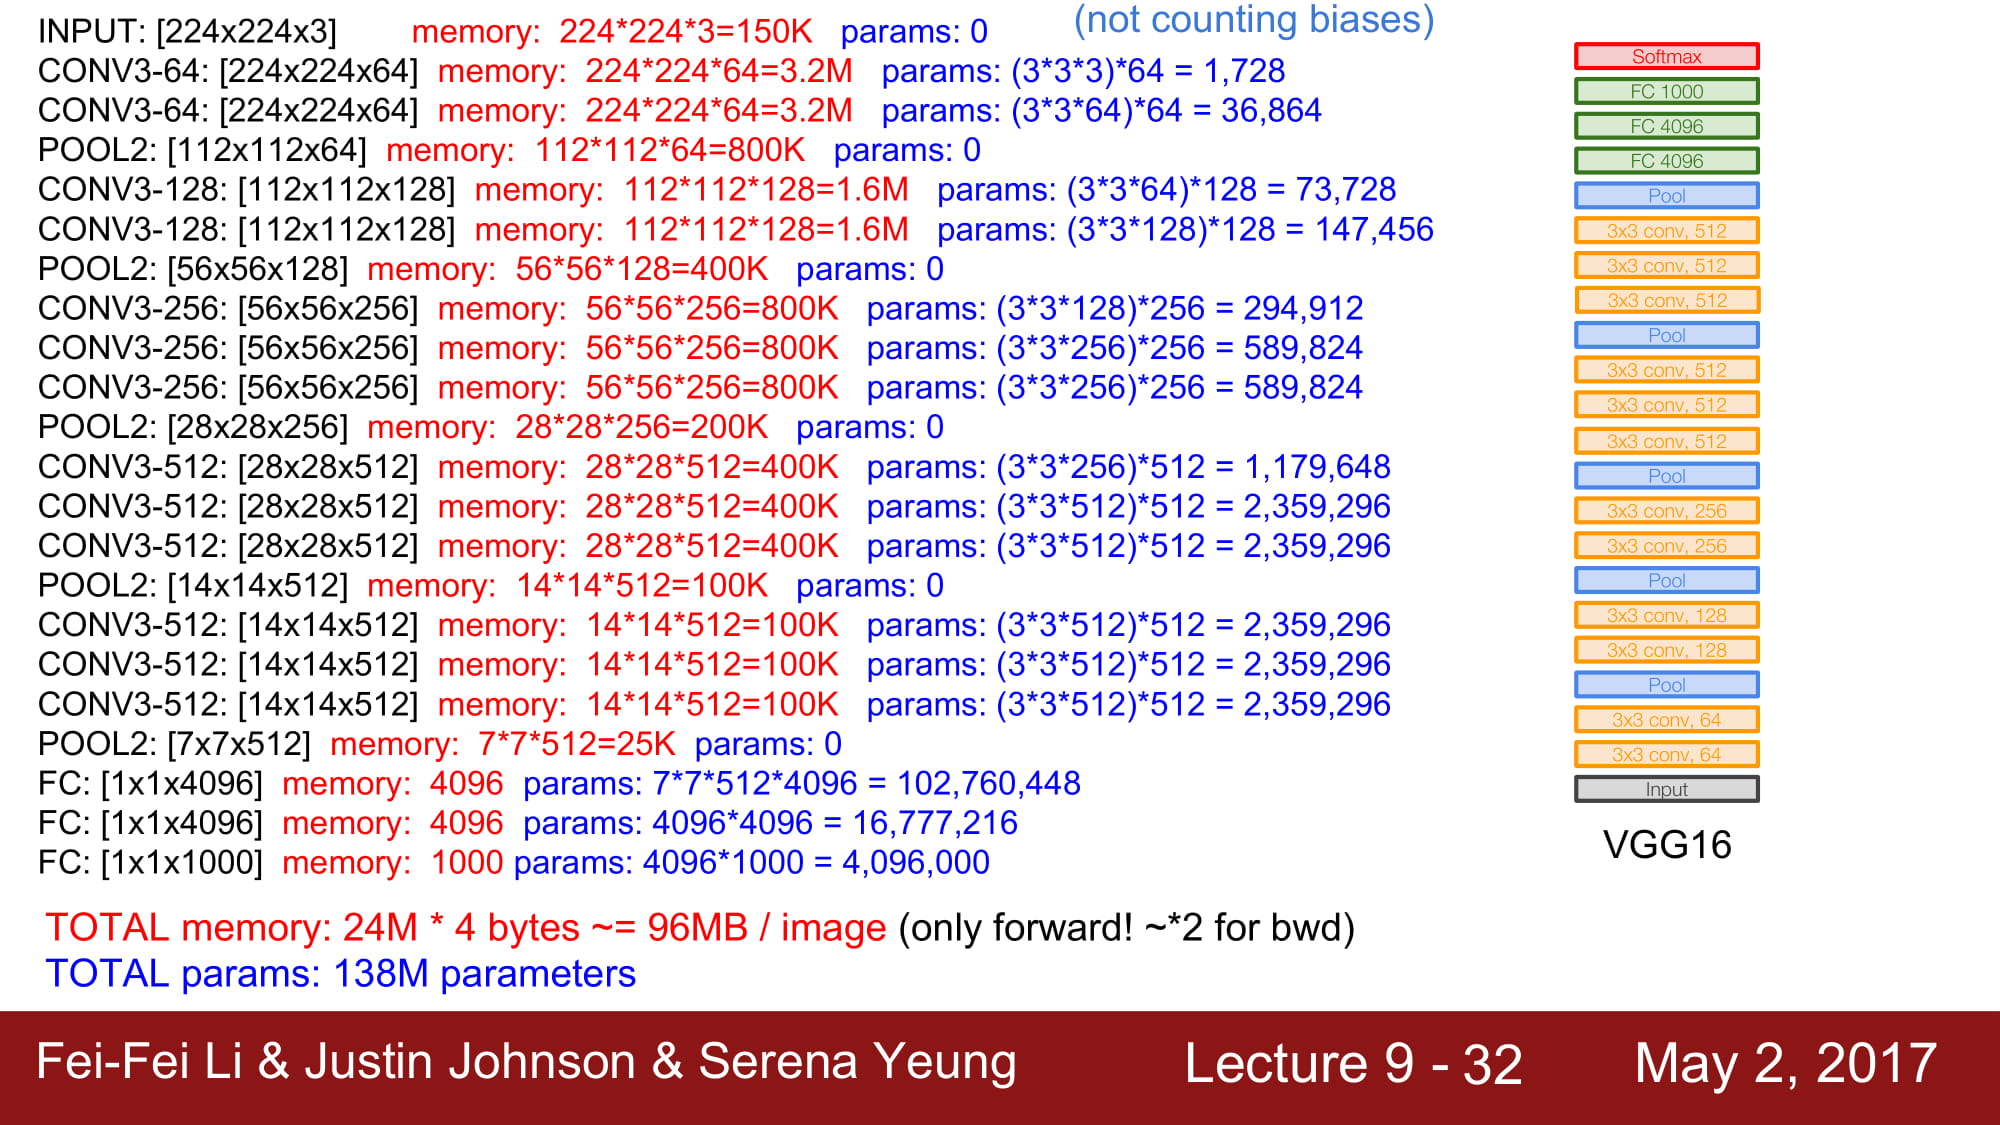 (not counting biases)
INPUT: [224x224x3] memory: 224*224*3=150K params: 0
CONV3-64: [224x224x64] memory: 224*224*64=3.2M params: (3*3*3)*64 = 1,728
CONV3-64: [224x224x64] memory: 224*224*64=3.2M params: (3*3*64)*64 = 36,864
POOL2: [112x112x64] memory: 112*112*64=800K params: 0
CONV3-128: [112x112x128] memory: 112*112*128=1.6M params: (3*3*64)*128 = 73,728
CONV3-128: [112x112x128] memory: 112*112*128=1.6M params: (3*3*128)*128 = 147,456
POOL2: [56x56x128] memory: 56*56*128=400K params: 0
CONV3-256: [56x56x256] memory: 56*56*256=800K params: (3*3*128)*256 = 294,912
CONV3-256: [56x56x256] memory: 56*56*256=800K params: (3*3*256)*256 = 589,824
CONV3-256: [56x56x256] memory: 56*56*256=800K params: (3*3*256)*256 = 589,824
POOL2: [28x28x256] memory: 28*28*256=200K params: 0
CONV3-512: [28x28x512] memory: 28*28*512=400K params: (3*3*256)*512 = 1,179,648
CONV3-512: [28x28x512] memory: 28*28*512=400K params: (3*3*512)*512 = 2,359,296
CONV3-512: [28x28x512] memory: 28*28*512=400K params: (3*3*512)*512 = 2,359,296
POOL2: [14x14x512] memory: 14*14*512=100K params: 0
CONV3-512: [14x14x512] memory: 14*14*512=100K params: (3*3*512)*512 = 2,359,296
CONV3-512: [14x14x512] memory: 14*14*512=100K params: (3*3*512)*512 = 2,359,296
CONV3-512: [14x14x512] memory: 14*14*512=100K params: (3*3*512)*512 = 2,359,296
POOL2: [7x7x512] memory: 7*7*512=25K params: 0
FC: [1x1x4096] memory: 4096 params: 7*7*512*4096 = 102,760,448
FC: [1x1x4096] memory: 4096 params: 4096*4096 = 16,777,216
FC: [1x1x1000] memory: 1000 params: 4096*1000 = 4,096,000
TOTAL memory: 24M * 4 bytes ~= 96MB / image (only forward! ~*2 for bwd)
TOTAL params: 138M parameters
Softmax
FC 1000
FC 4096
FC 4096
Pool
3x3 conv, 512
3x3 conv, 512
3x3 conv, 512
Pool
3x3 conv, 512
3x3 conv, 512
3x3 conv, 512
Pool
3x3 conv, 256
3x3 conv, 256
Pool
3x3 conv, 128
3x3 conv, 128
Pool
3x3 conv, 64
3x3 conv, 64
Input
VGG16
Fei-Fei Li & Justin Johnson & Serena Yeung
Lecture 9 - 32
May 2, 2017